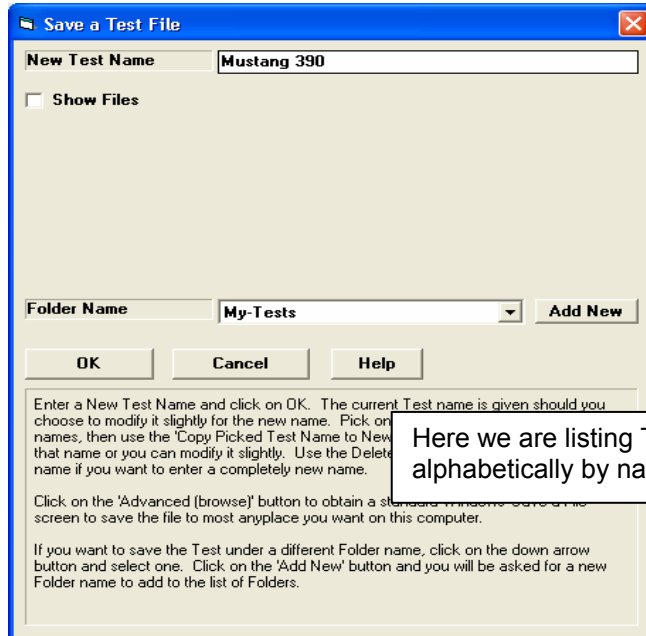 Save a Test File
New Test Name
Mustang 390
Show Files
Folder Name
My-Tests
Add New
OK
Cancel
Help
Enter a New Test Name and click on OK. The current Test name is given should you
choose to modify it slightly for the new name. Pick on
names, then use the 'Copy Picked Test Name to New
that name or you can modify it slightly. Use the Delete
name if you want to enter a completely new name.
Click on the 'Advanced (browse)' button to obtain a
screen to save the file to most anyplace you want on this computer.
If you want to save the Test under a different Folder name, click on the down arrow
button and select one. Click on the 'Add New' button and you will be asked for a new
Folder name to add to the list of Folders.
Here we are listing
alphabetically by